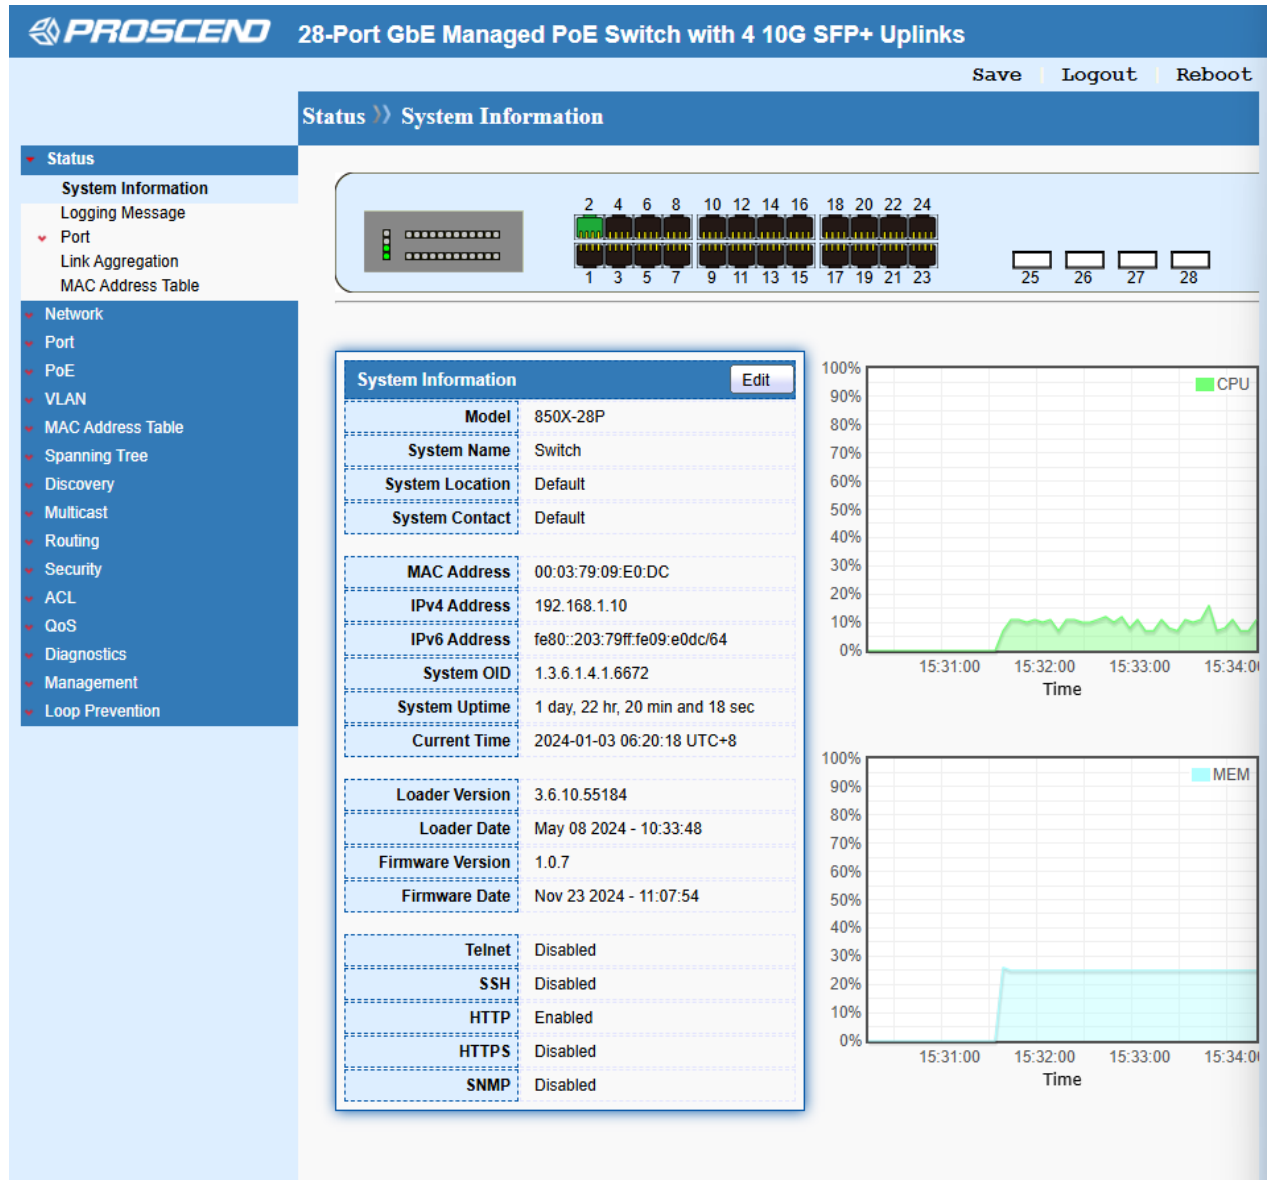 PROSCEND 28-Port GbE Managed PoE Switch with 4 10G SFP+ Uplinks
Save Logout Reboot
Status System Information
Status
System Information
Logging Message
Port
Link Aggregation
MAC Address Table
Network
Port
PoE
VLAN
MAC Address Table
Spanning Tree
Discovery
Multicast
Routing
Security
ACL
QoS
Diagnostics
Management
Loop Prevention
2 4 6 8 10 12 14 16 18 20 22 24
1 3 5 7 9 11 13 15 17 19 21 23 25 26 27 28
System Information Edit
Model 850X-28P
System Name Switch
System Location Default
System Contact Default
MAC Address 00:03:79:09:E0:DC
IPv4 Address 192.168.1.10
IPv6 Address fe80::203:79ff:fe09:e0dc/64
System OID 1.3.6.1.4.1.6672
System Uptime 1 day, 22 hr, 20 min and 18 sec
Current Time 2024-01-03 06:20:18 UTC+8
Loader Version 3.6.10.55184
Loader Date May 08 2024 - 10:33:48
Firmware Version 1.0.7
Firmware Date Nov 23 2024 - 11:07:54
Telnet Disabled
SSH Disabled
HTTP Enabled
HTTPS Disabled
SNMP Disabled
100%
CPU
90%
80%
70%
60%
50%
40%
30%
20%
10%
0%
15:31:00 15:32:00 15:33:00 15:34:0
Time
100%
MEM
90%
80%
70%
60%
50%
40%
30%
20%
10%
0%
15:31:00 15:32:00 15:33:00 15:34:0
Time